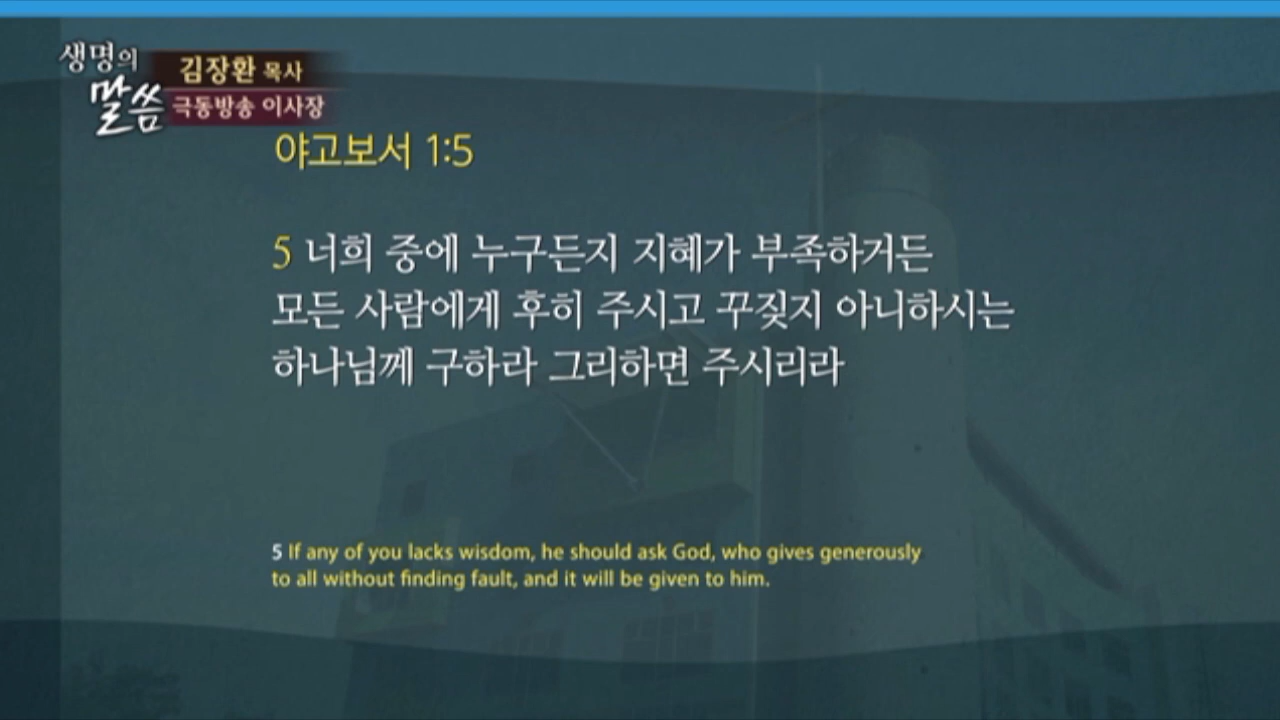 생명의
말씀
김장환 목사
극동방송 이사장
야고보서 1:5
5 너희 중에 누구든지 지혜가 부족하거든
모든 사람에게 후히 주시고 꾸짖지 아니하시는
하나님께 구하라 그리하면 주시리라
5 If any of you lacks wisdom, he should ask God, who gives generously
to all without finding fault, and it will be given to him.